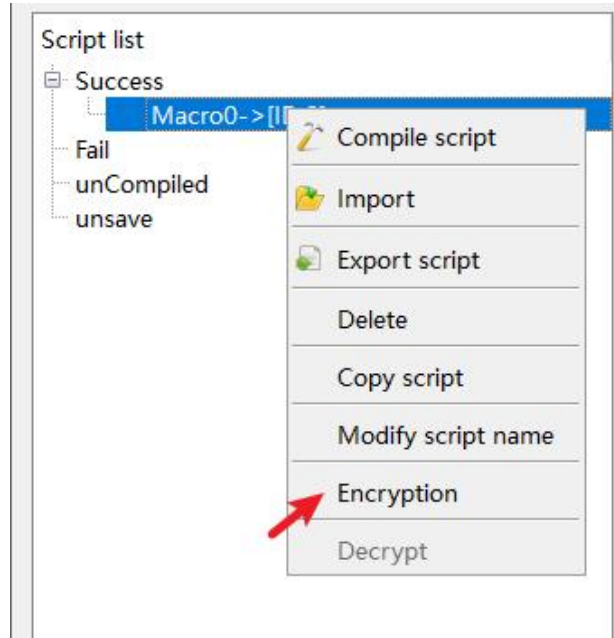 Script list
Success
Macro0->[ID
Compile script
Fail
unCompiled
Import
unsave
Export script
Delete
Copy script
Modify script name
Encryption
Decrypt